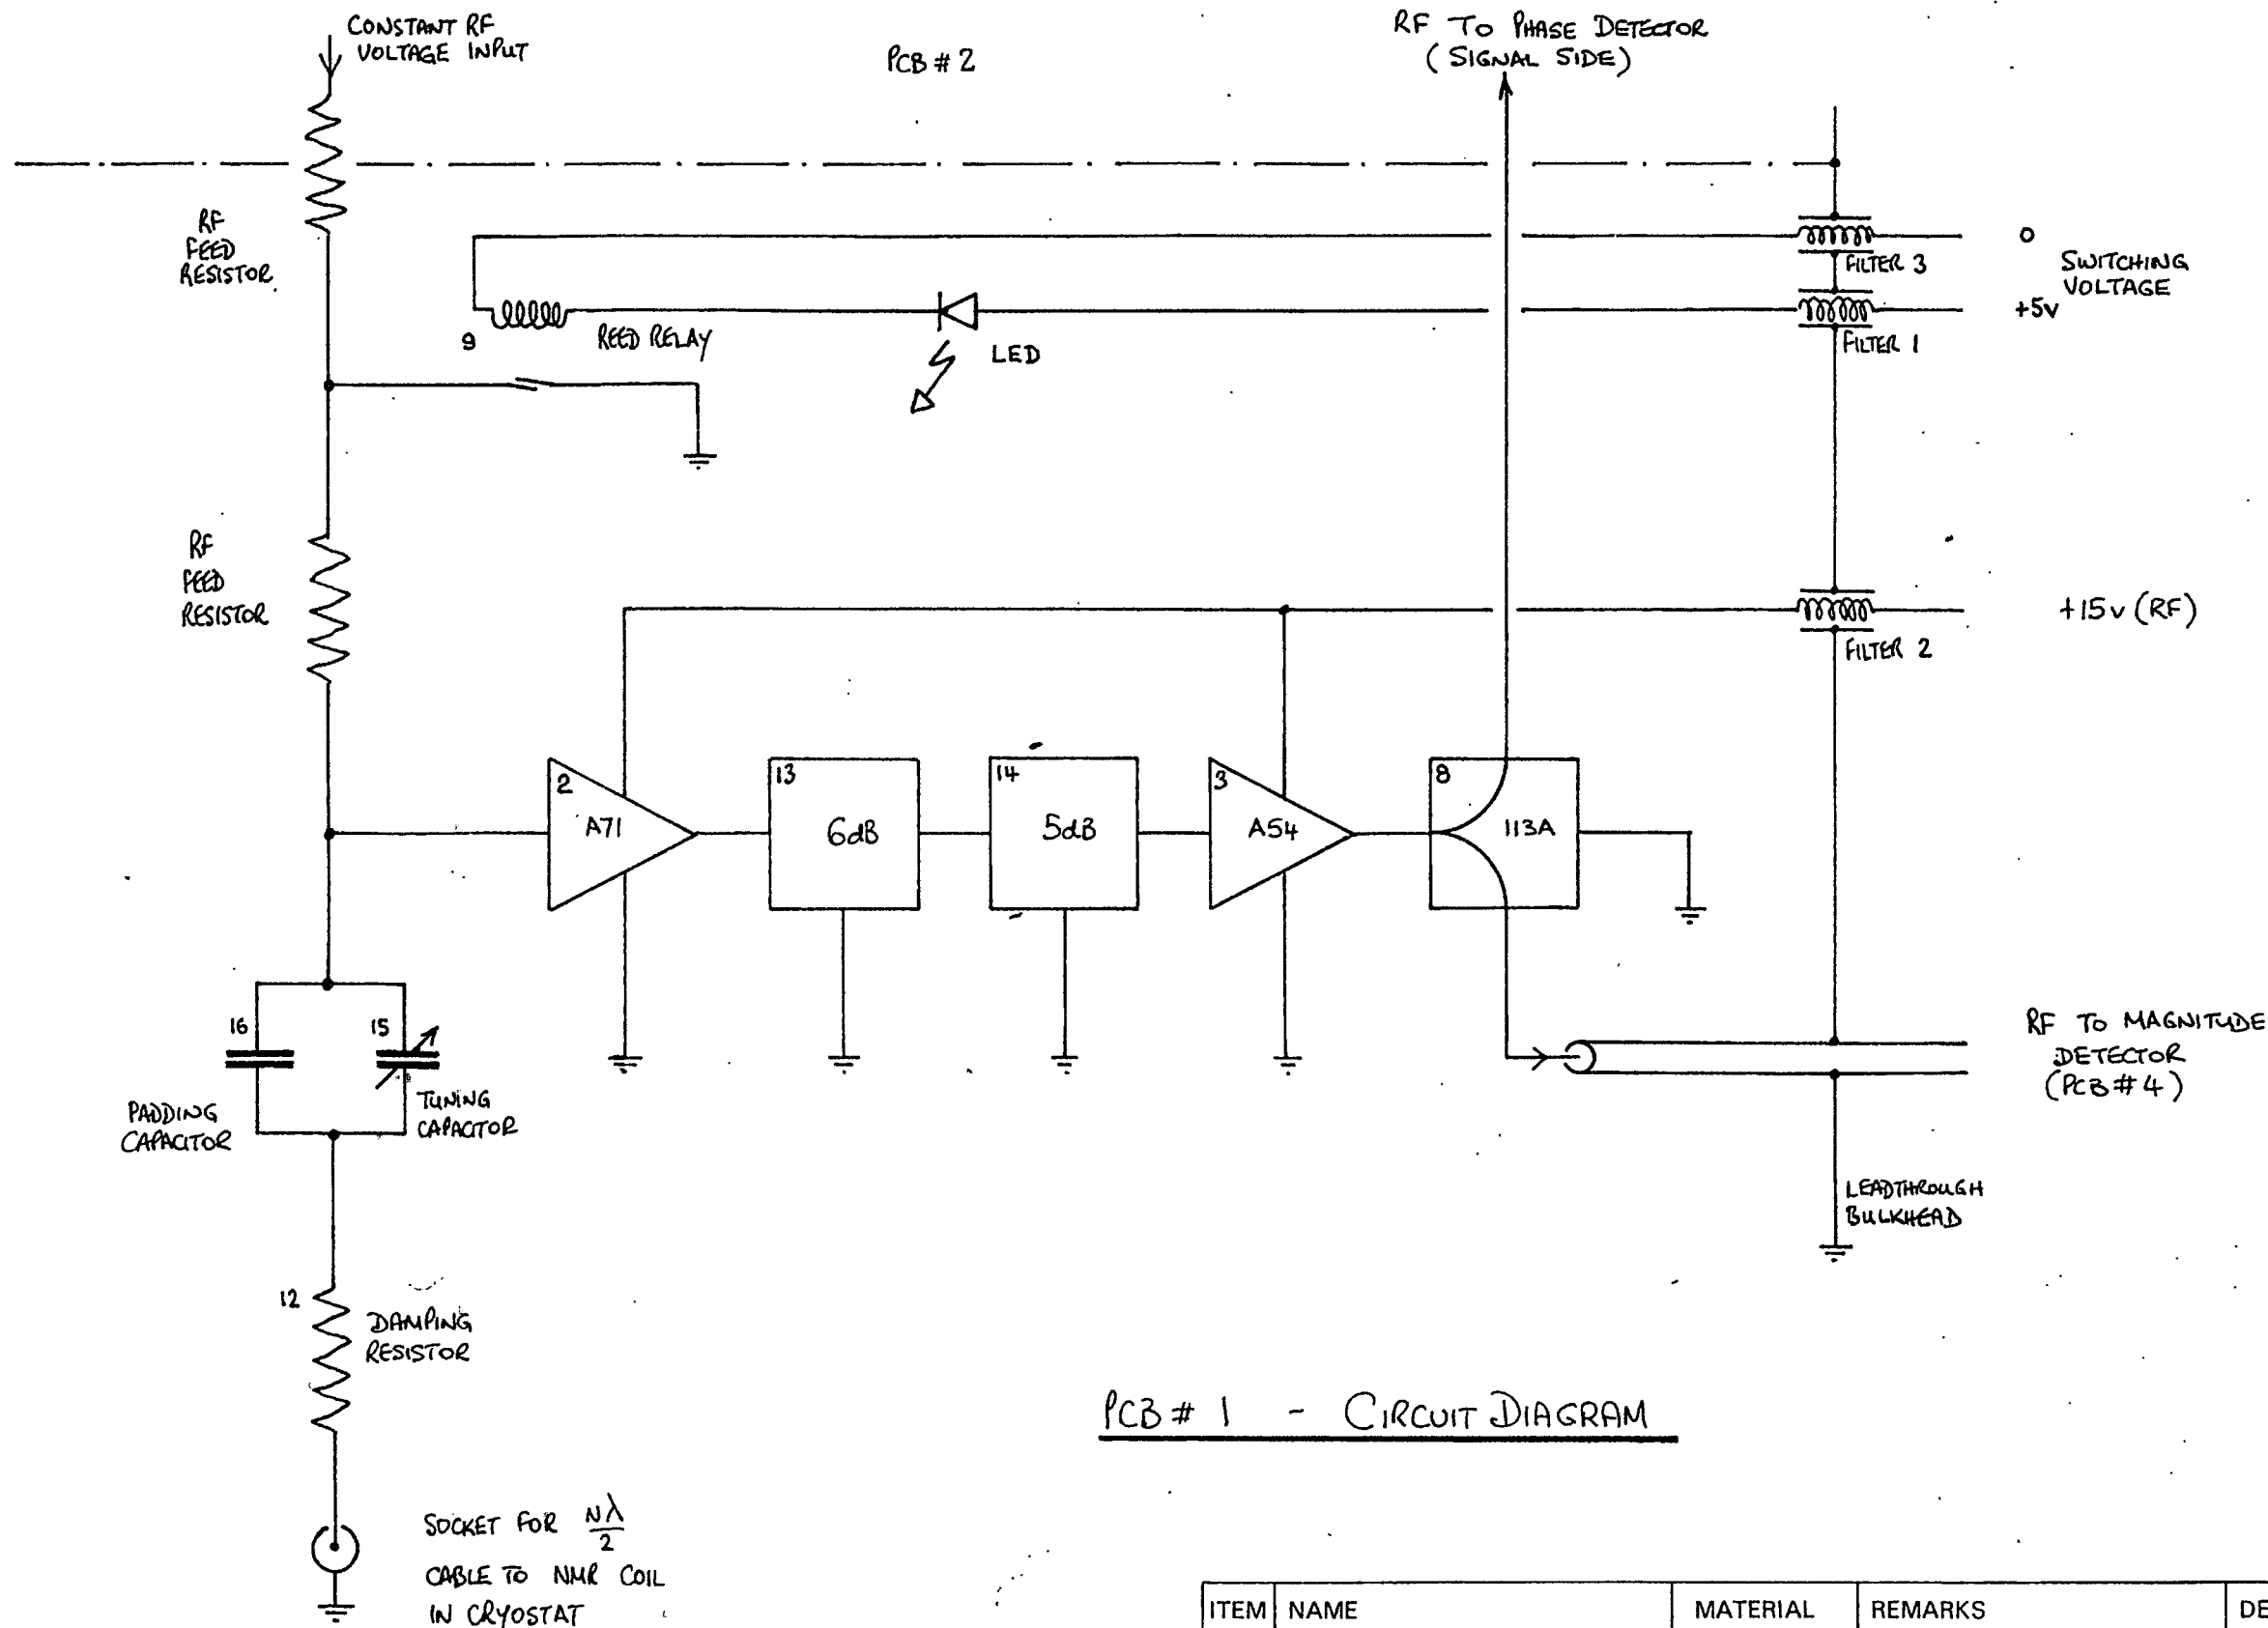 CONSTANT RF
VOLTAGE INPUT
PCB # 2
RF TO PHASE DETECTOR
( SIGNAL SIDE )
RF
FEED
RESISTOR
9
REED RELAY
LED
FILTER 3
FILTER 1
0
SWITCHING
VOLTAGE
+5v
RF
FEED
RESISTOR
FILTER 2
+15v (RF)
2
A71
13
6dB
14
5dB
3
A54
8
113A
16
15
PADDING
CAPACITOR
TUNING
CAPACITOR
RF TO MAGNITUDE
DETECTOR
(PCB # 4)
LEADTHROUGH
BULKHEAD
12
DAMPING
RESISTOR
PCB # 1 - CIRCUIT DIAGRAM
SOCKET FOR Nλ/2
CABLE TO NMR COIL
IN CRYOSTAT
ITEM NAME MATERIAL REMARKS DE